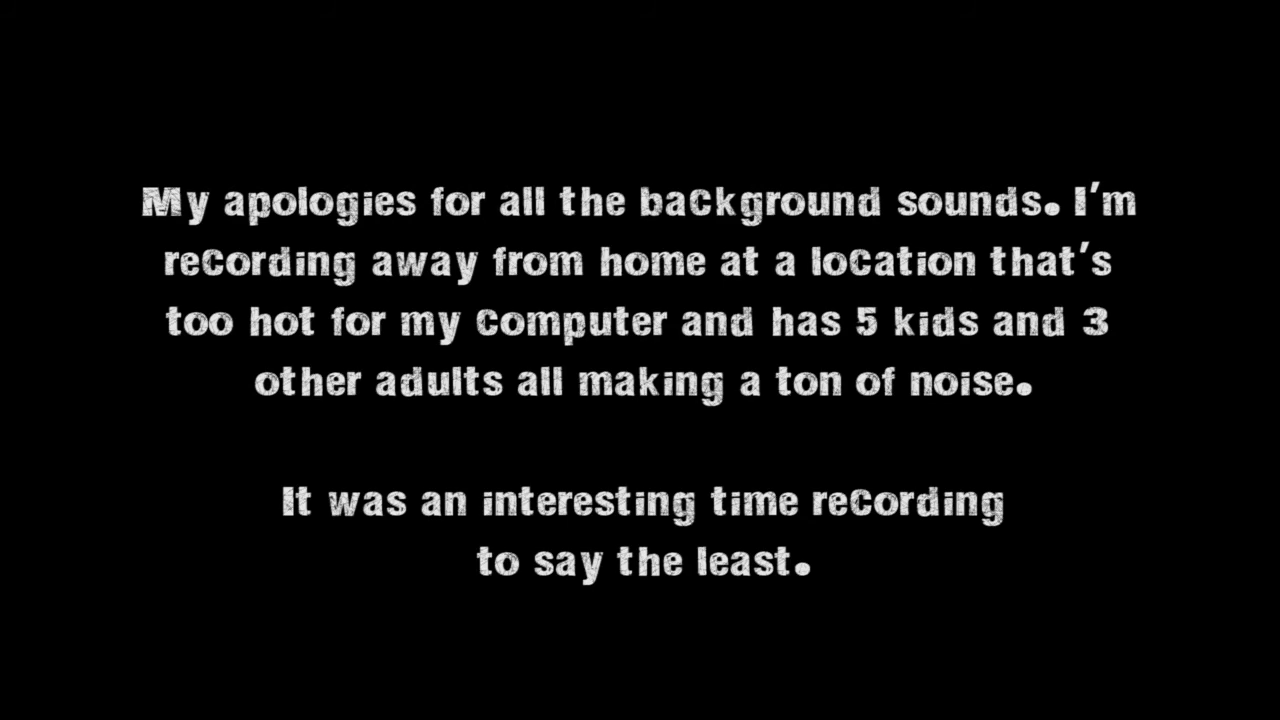 My apologies for all the background sounds. I'm
recording away from home at a location that's
too hot for my computer and has 5 kids and 3
other adults all making a ton of noise.
It was an interesting time recording
to say the least.